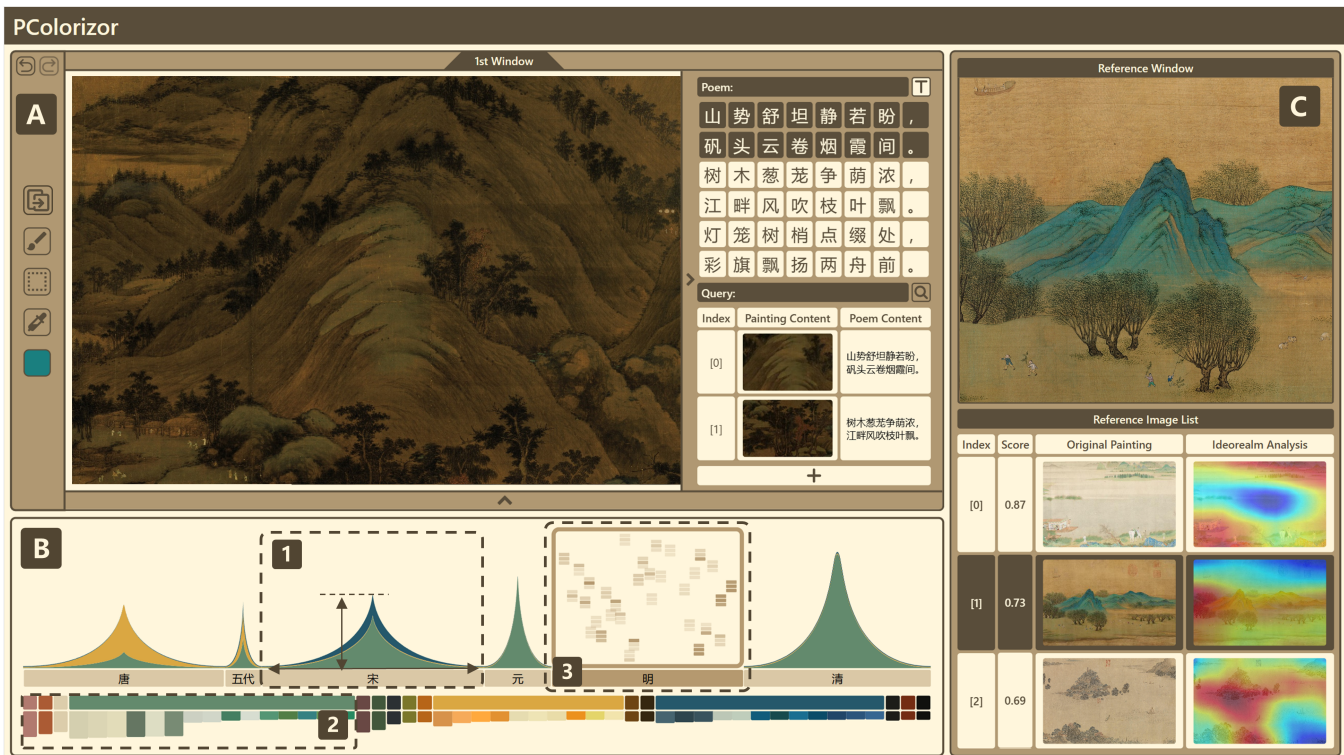 PColorizor
1st Window
A
Poem:
T
山势舒坦静若盼，
矾头云卷烟霞间。
树木葱茏争荫浓，
江畔风吹枝叶飘。
灯笼树梢点缀处，
彩旗飘扬两舟前。
Query:
Index Painting Content Poem Content
[0]
山势舒坦静若盼，
矾头云卷烟霞间。
[1]
树木葱茏争荫浓，
江畔风吹枝叶飘。
+
B
1
3
唐 五代 宋 元 明 清
2
Reference Window
C
Reference Image List
Index Score Original Painting Ideorealm Analysis
[0] 0.87
[1] 0.73
[2] 0.69